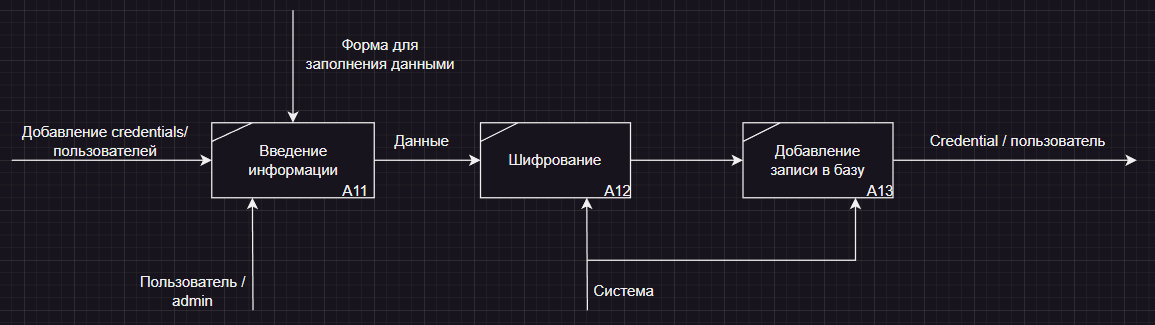 Форма для
заполнения данными
Добавление credentials/
пользователей
Введение
информации
A11
Данные
Шифрование
A12
Добавление
записи в базу
A13
Credential / пользователь
Пользователь /
admin
Система